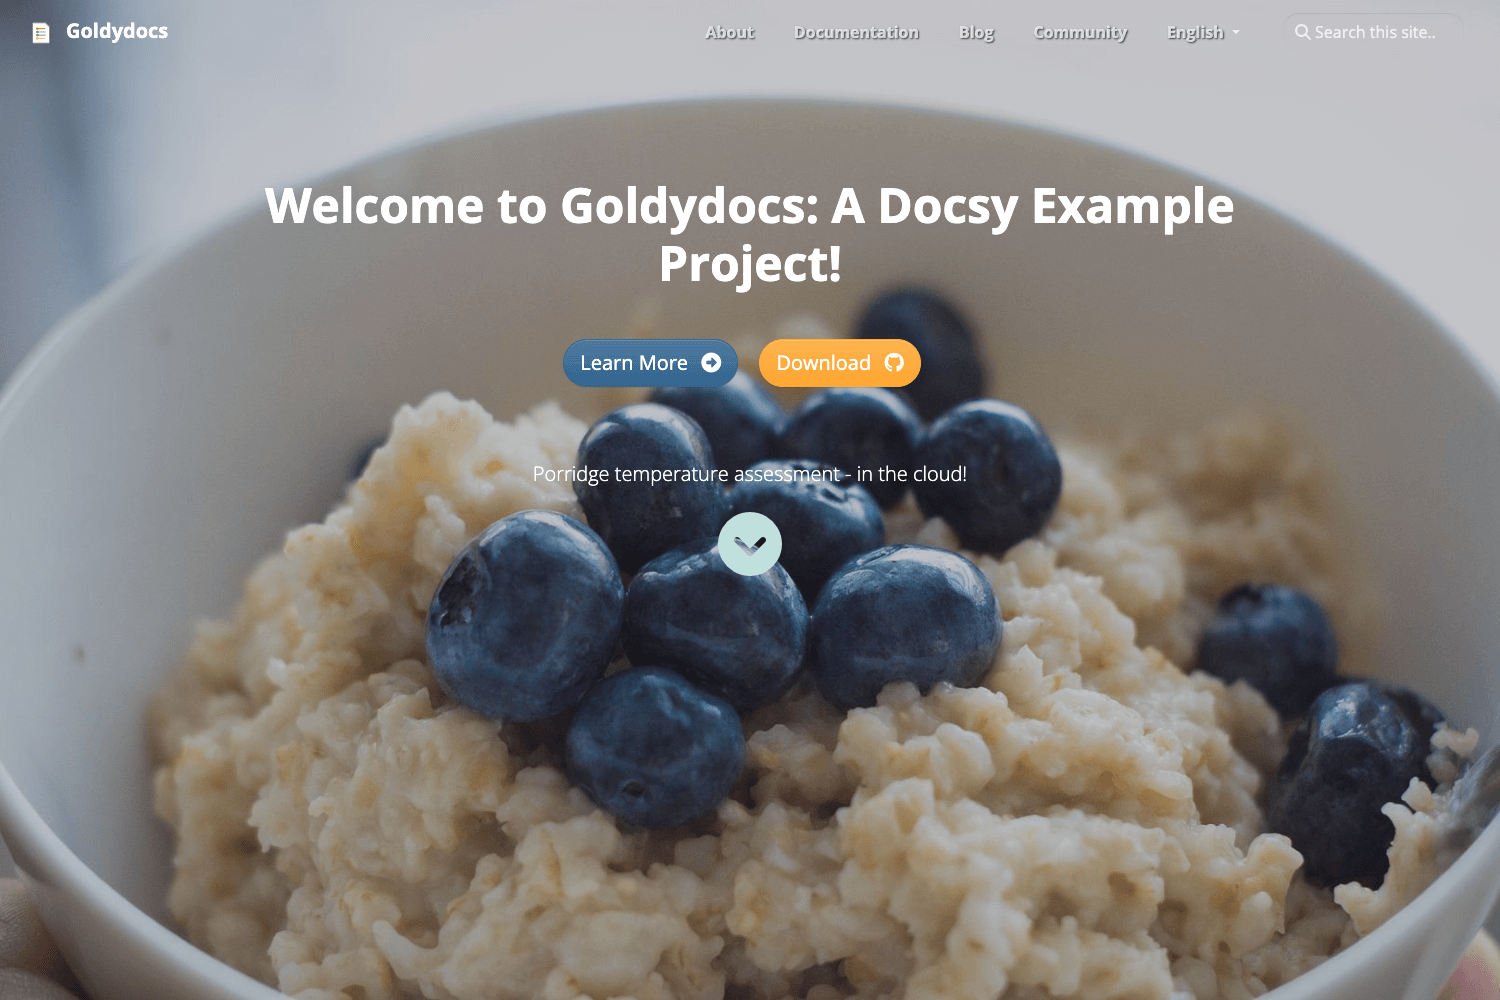 Goldydocs
About
Documentation
Blog
Community
English
Search this site..
Welcome to Goldydocs: A Docsy Example
Project!
Learn More
Download
Porridge temperature assessment - in the cloud!